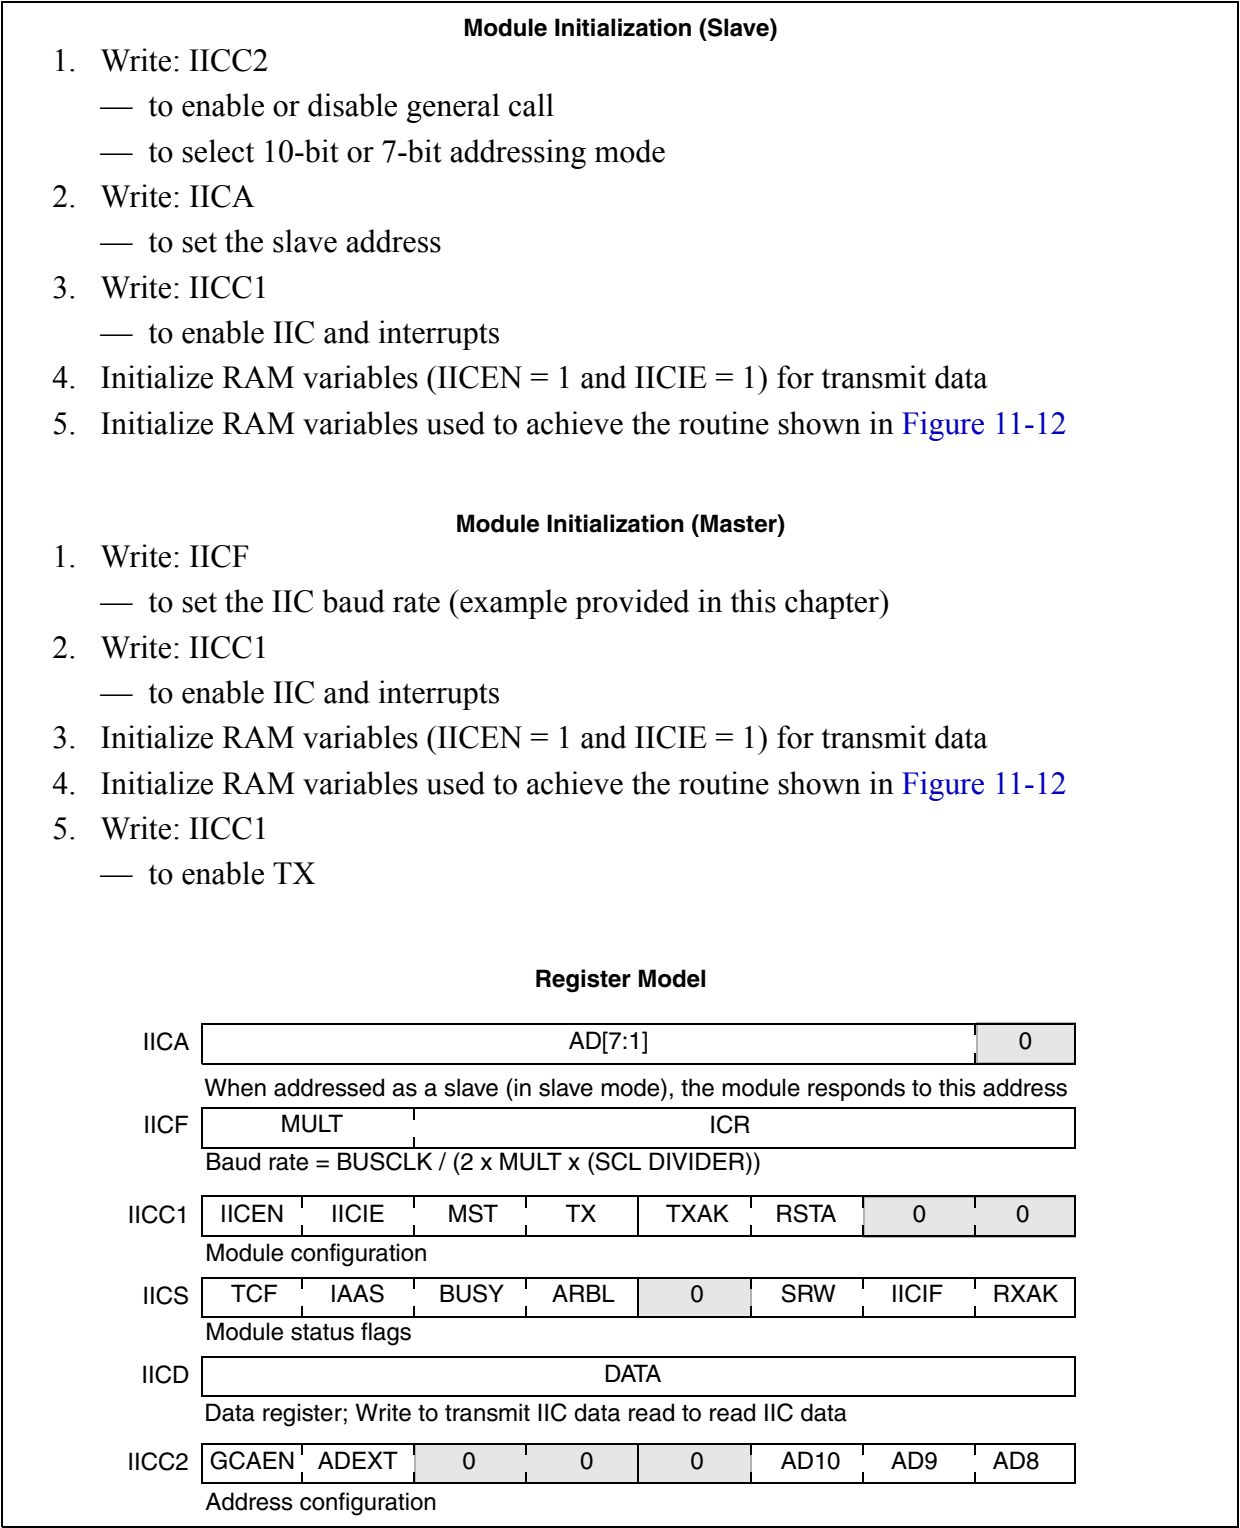 Module Initialization (Slave)
1. Write: IICC2
— to enable or disable general call
— to select 10-bit or 7-bit addressing mode
2. Write: IICA
— to set the slave address
3. Write: IICC1
— to enable IIC and interrupts
4. Initialize RAM variables (IICEN = 1 and IICIE = 1) for transmit data
5. Initialize RAM variables used to achieve the routine shown in Figure 11-12
Module Initialization (Master)
1. Write: IICF
— to set the IIC baud rate (example provided in this chapter)
2. Write: IICC1
— to enable IIC and interrupts
3. Initialize RAM variables (IICEN = 1 and IICIE = 1) for transmit data
4. Initialize RAM variables used to achieve the routine shown in Figure 11-12
5. Write: IICC1
— to enable TX
Register Model
IICA AD[7:1] 0
When addressed as a slave (in slave mode), the module responds to this address
IICF MULT ICR
Baud rate = BUSCLK / (2 x MULT x (SCL DIVIDER))
IICC1 IICEN IICIE MST TX TXAK RSTA 0 0
Module configuration
IICS TCF IAAS BUSY ARBL 0 SRW IICIF RXAK
Module status flags
IICD DATA
Data register; Write to transmit IIC data read to read IIC data
IICC2 GCAEN ADEXT 0 0 0 AD10 AD9 AD8
Address configuration